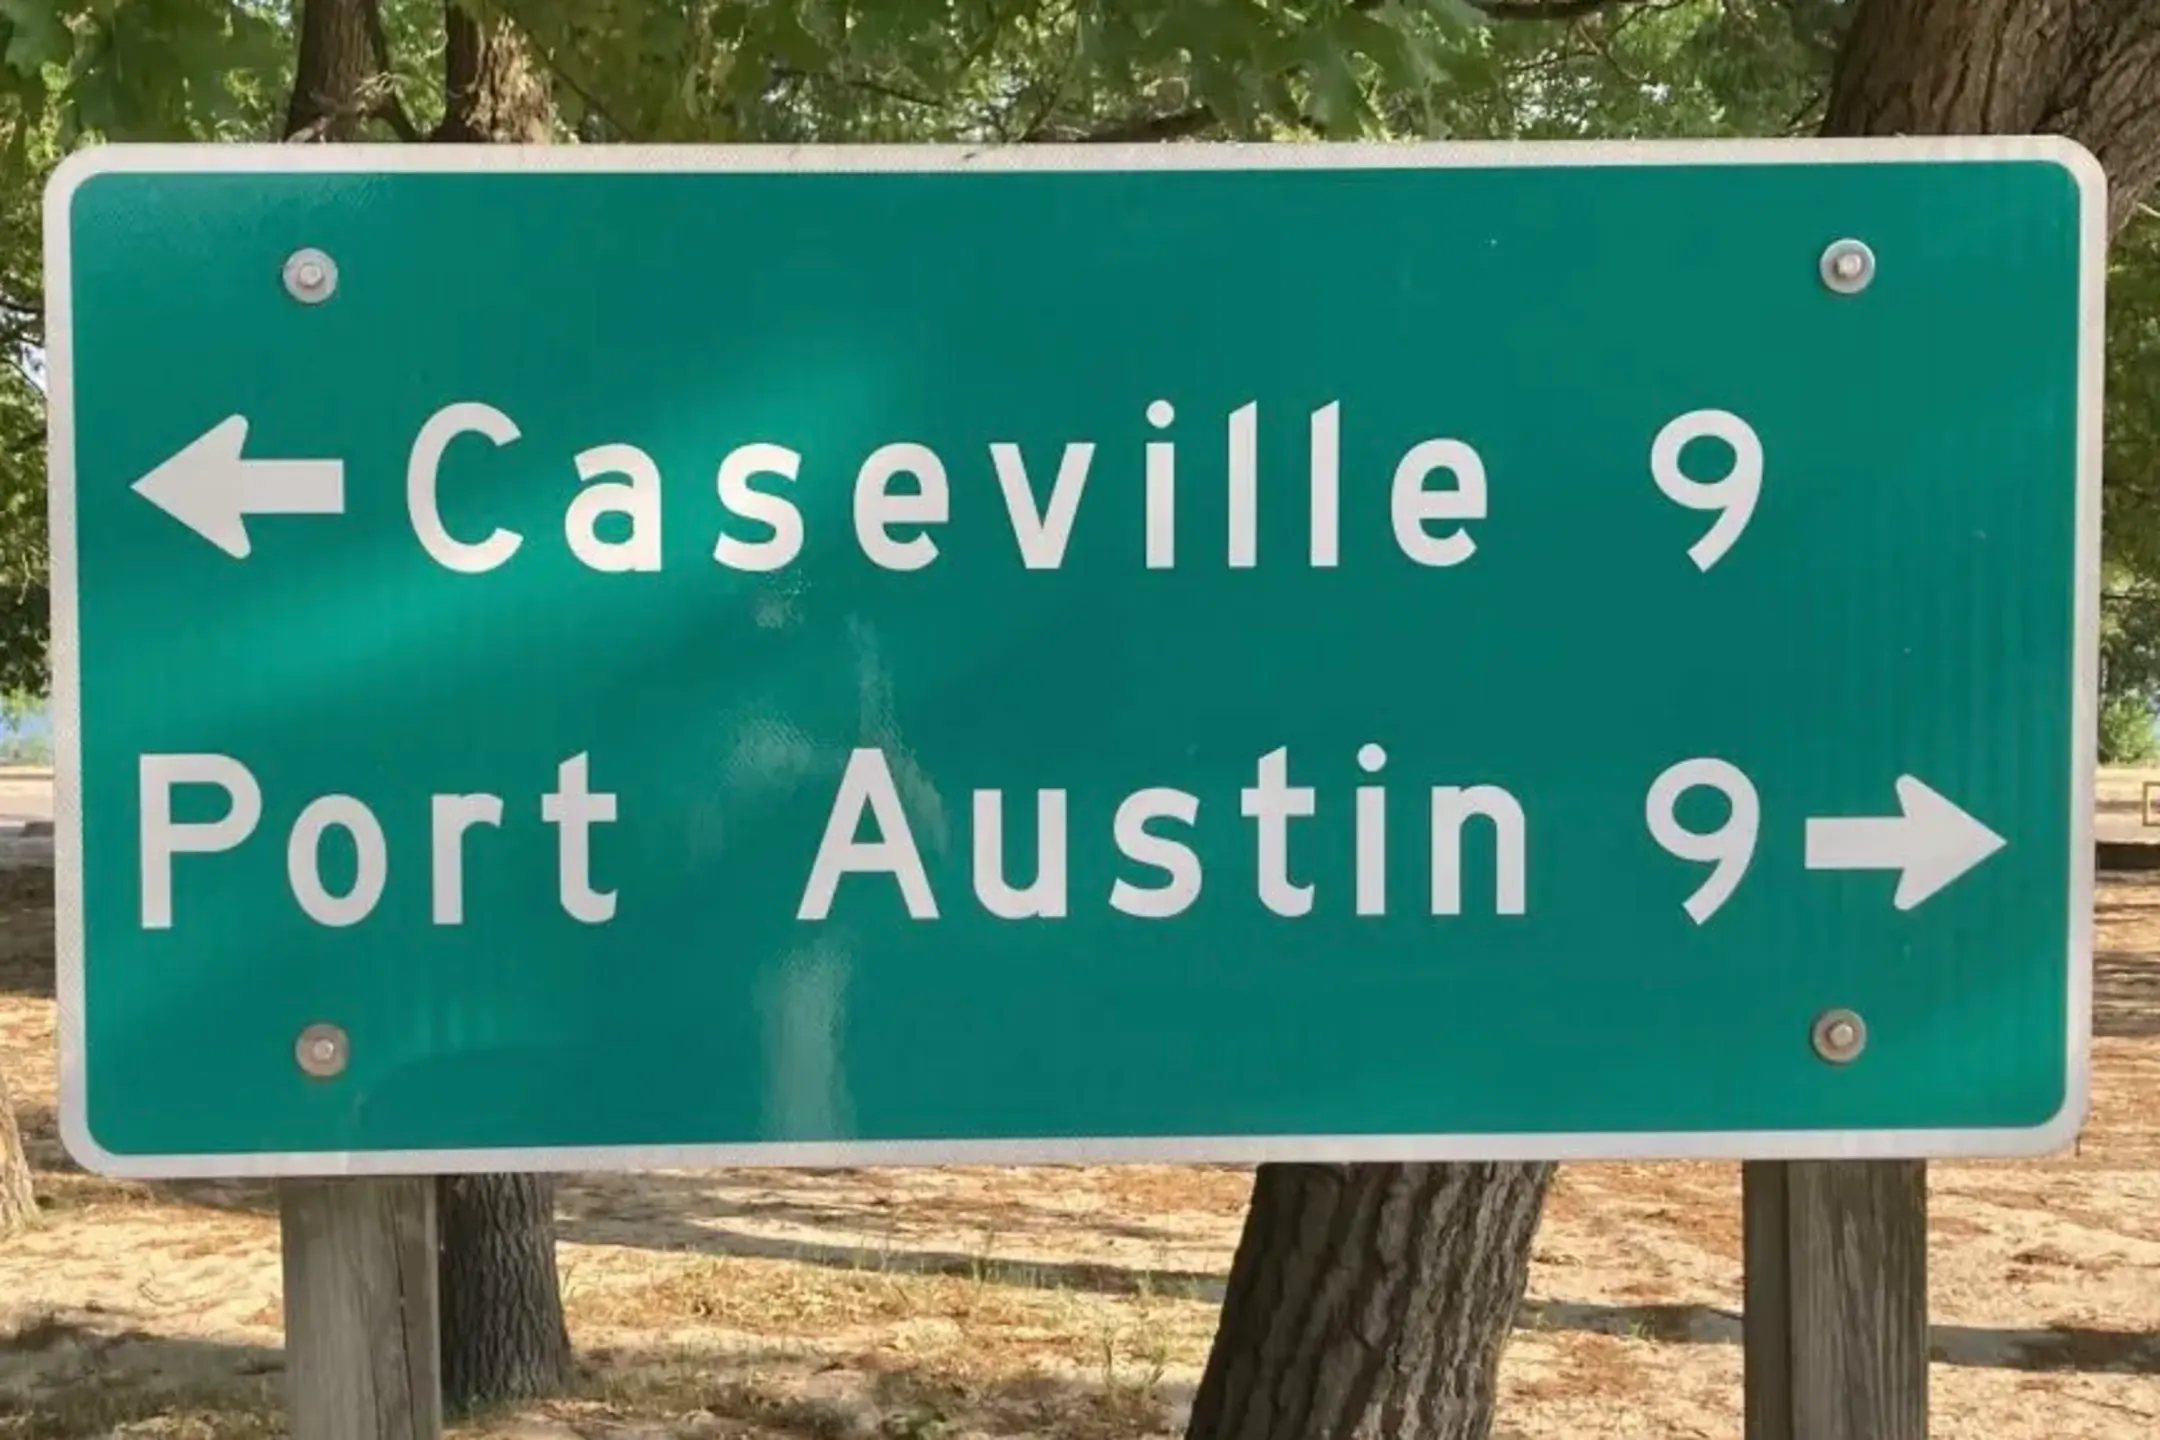 ← Caseville 9
Port Austin 9 →